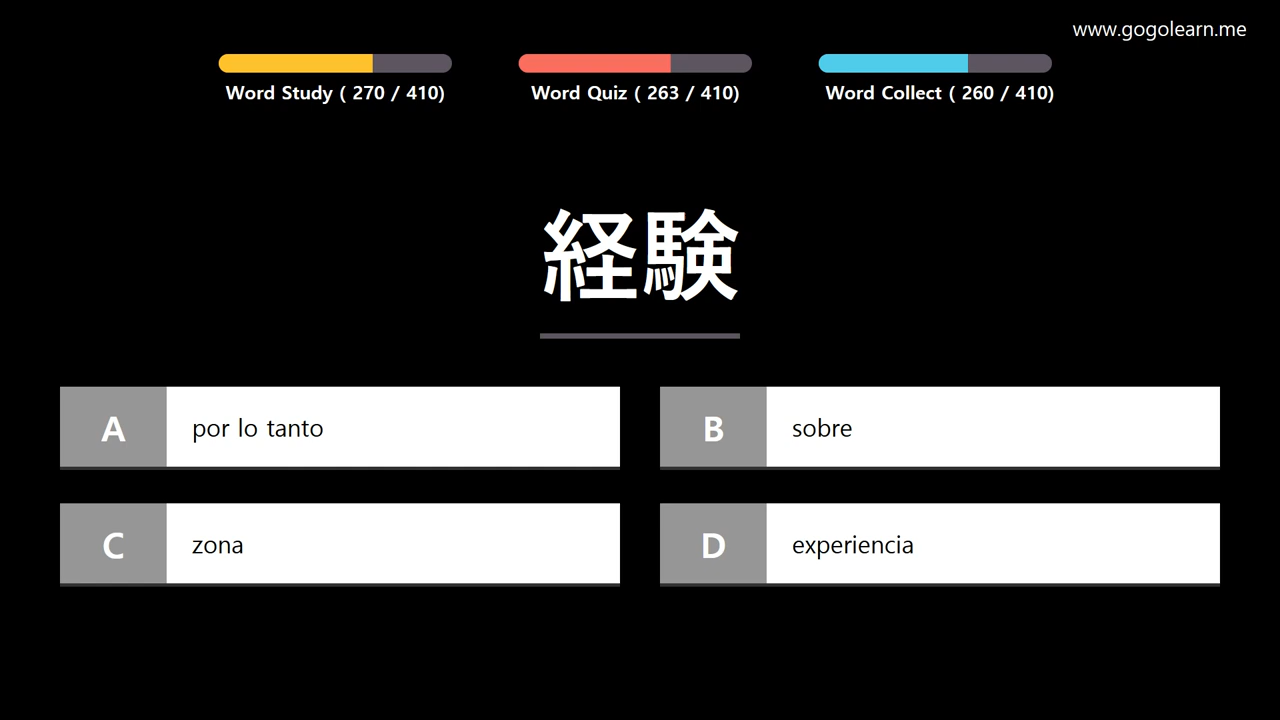 www.gogolearn.me
Word Study ( 270 / 410)
Word Quiz ( 263 / 410)
Word Collect ( 260 / 410)
経験
A por lo tanto
B sobre
C zona
D experiencia